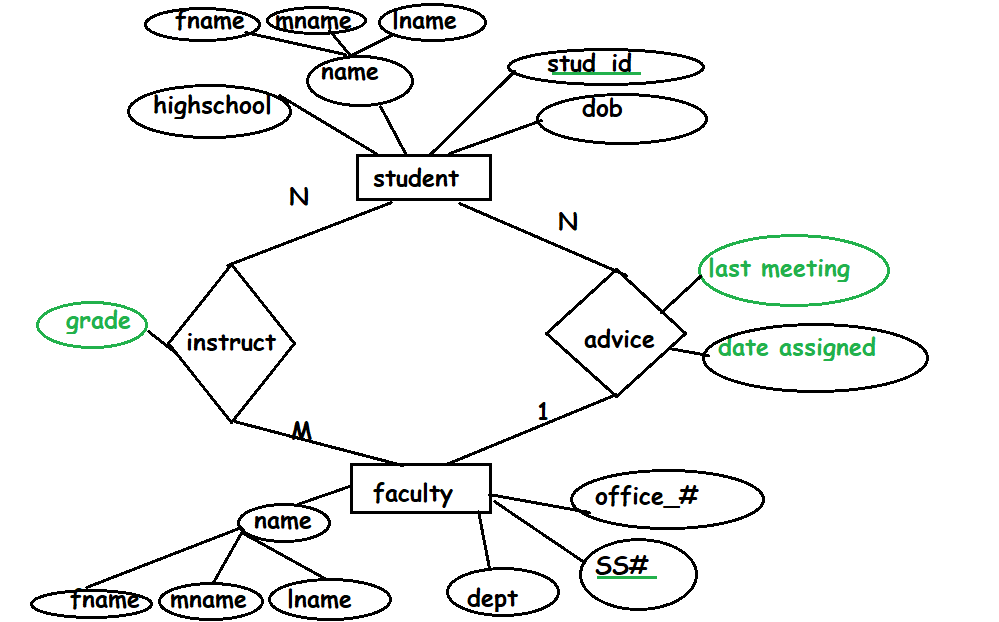 fname mname lname
name
stud_id
highschool
dob
student
N
N
last meeting
grade
instruct
advice
date assigned
1
M
faculty
office_#
name
SS#
fname mname lname
dept